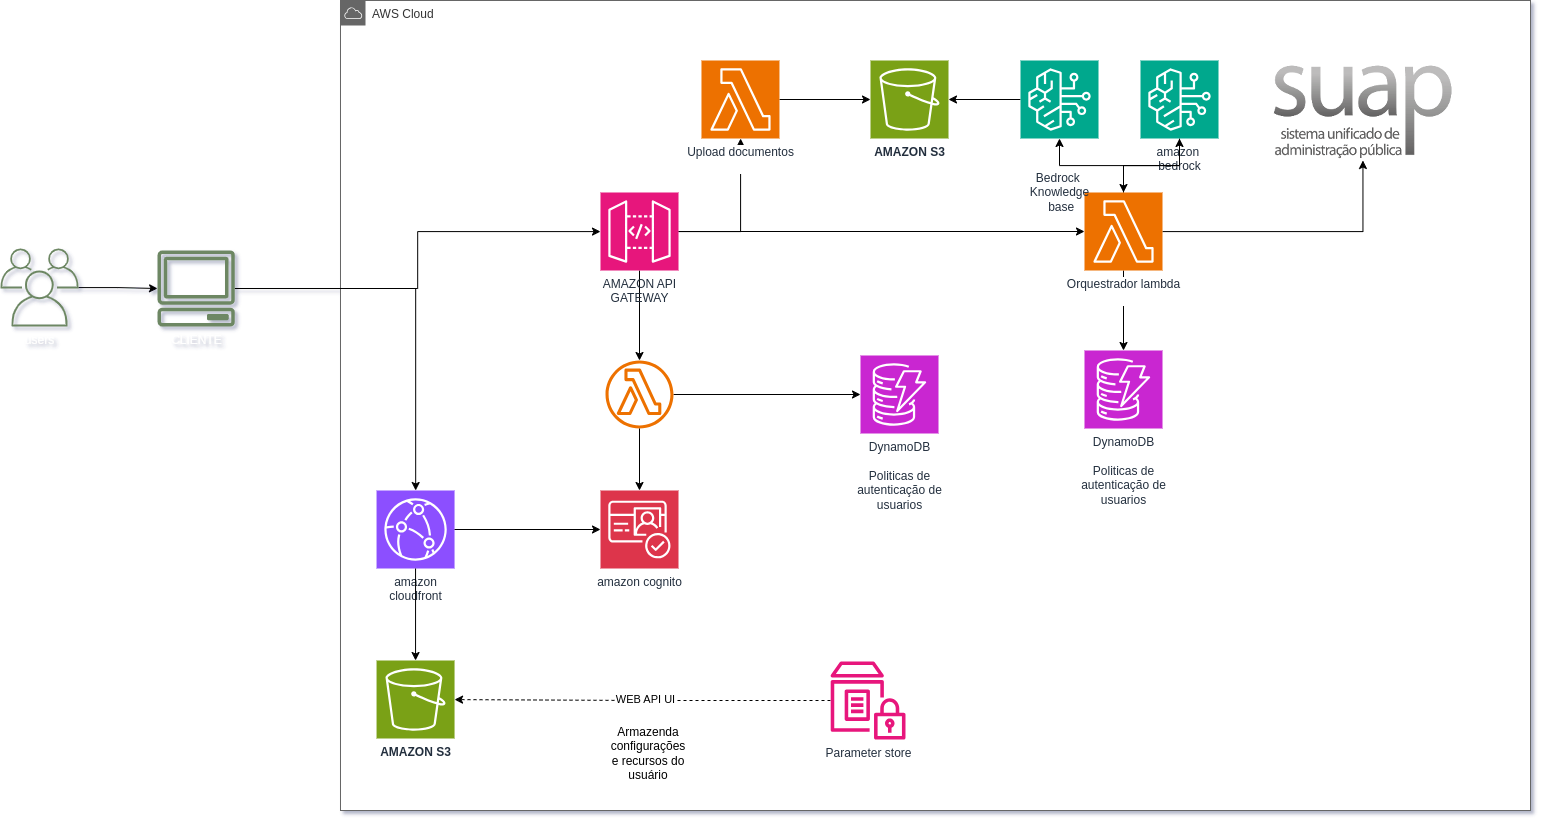 AWS Cloud
suap
sistema unificado de
administração pública
Upload documentos
AMAZON S3
amazon
bedrock
Bedrock
Knowledge
base
AMAZON API
GATEWAY
Orquestrador lambda
users
CLIENTE
DynamoDB
Politicas de
autenticação de
usuarios
DynamoDB
Politicas de
autenticação de
usuarios
amazon
cloudfront
amazon cognito
WEB API UI
Armazenda
configurações
e recursos do
usuário
AMAZON S3
Parameter store